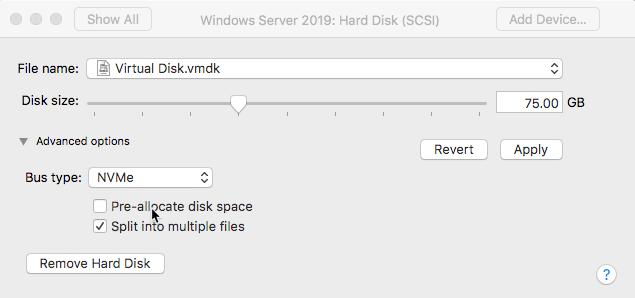 Show All Windows Server 2019: Hard Disk (SCSI) Add Device...
File name: Virtual Disk.vmdk
Disk size: 75.00 GB
Advanced options
Revert Apply
Bus type: NVMe
Pre-allocate disk space
Split into multiple files
Remove Hard Disk
?